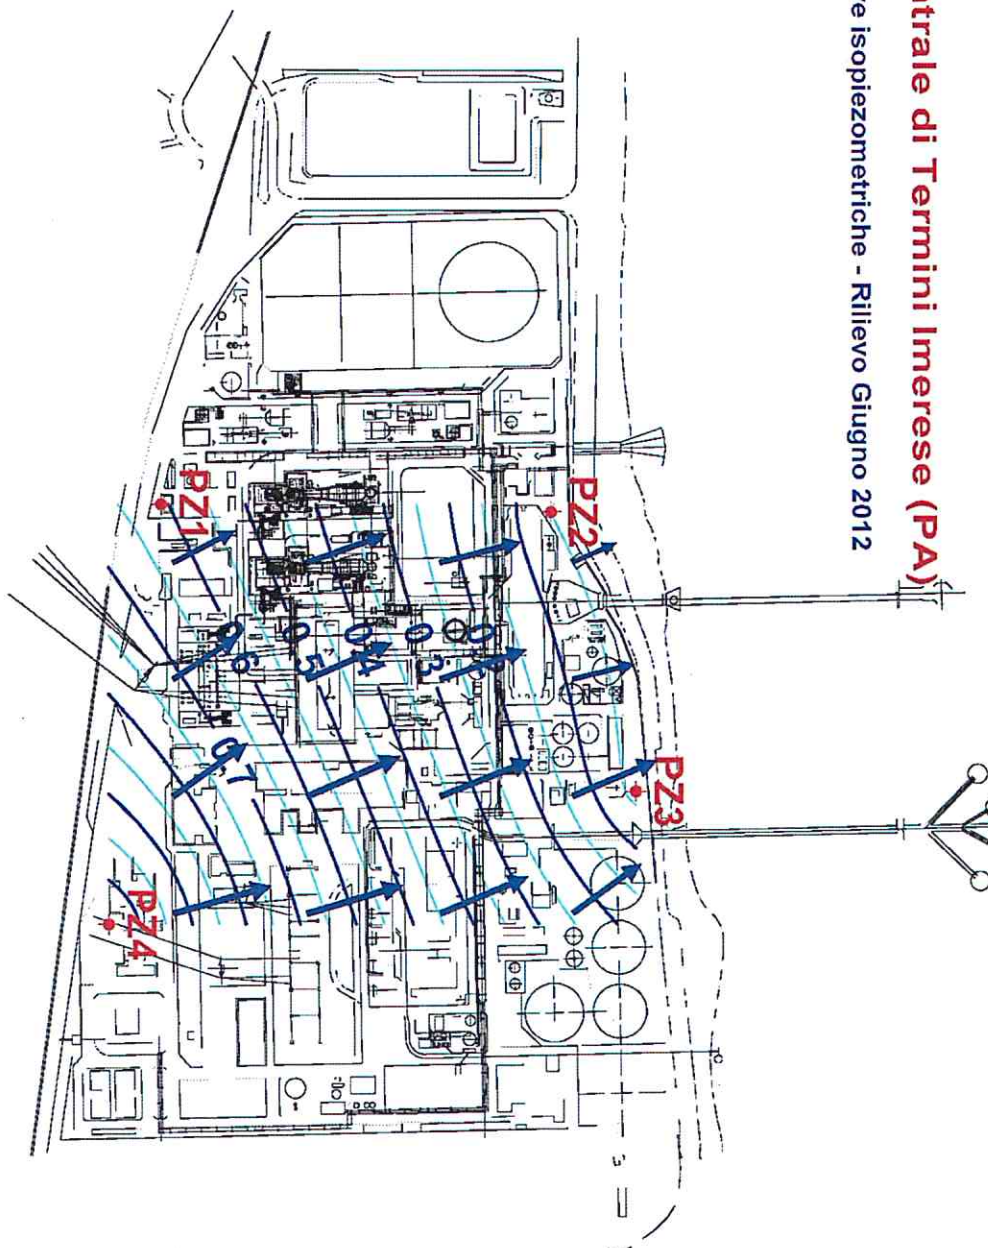 ntrale di Termini Imerese (PA)
e isopiezometriche - Rilievo Giugno 2012
PZ1
PZ2
PZ3
PZ4
0.6
0.5
0.4
0.3
0.7